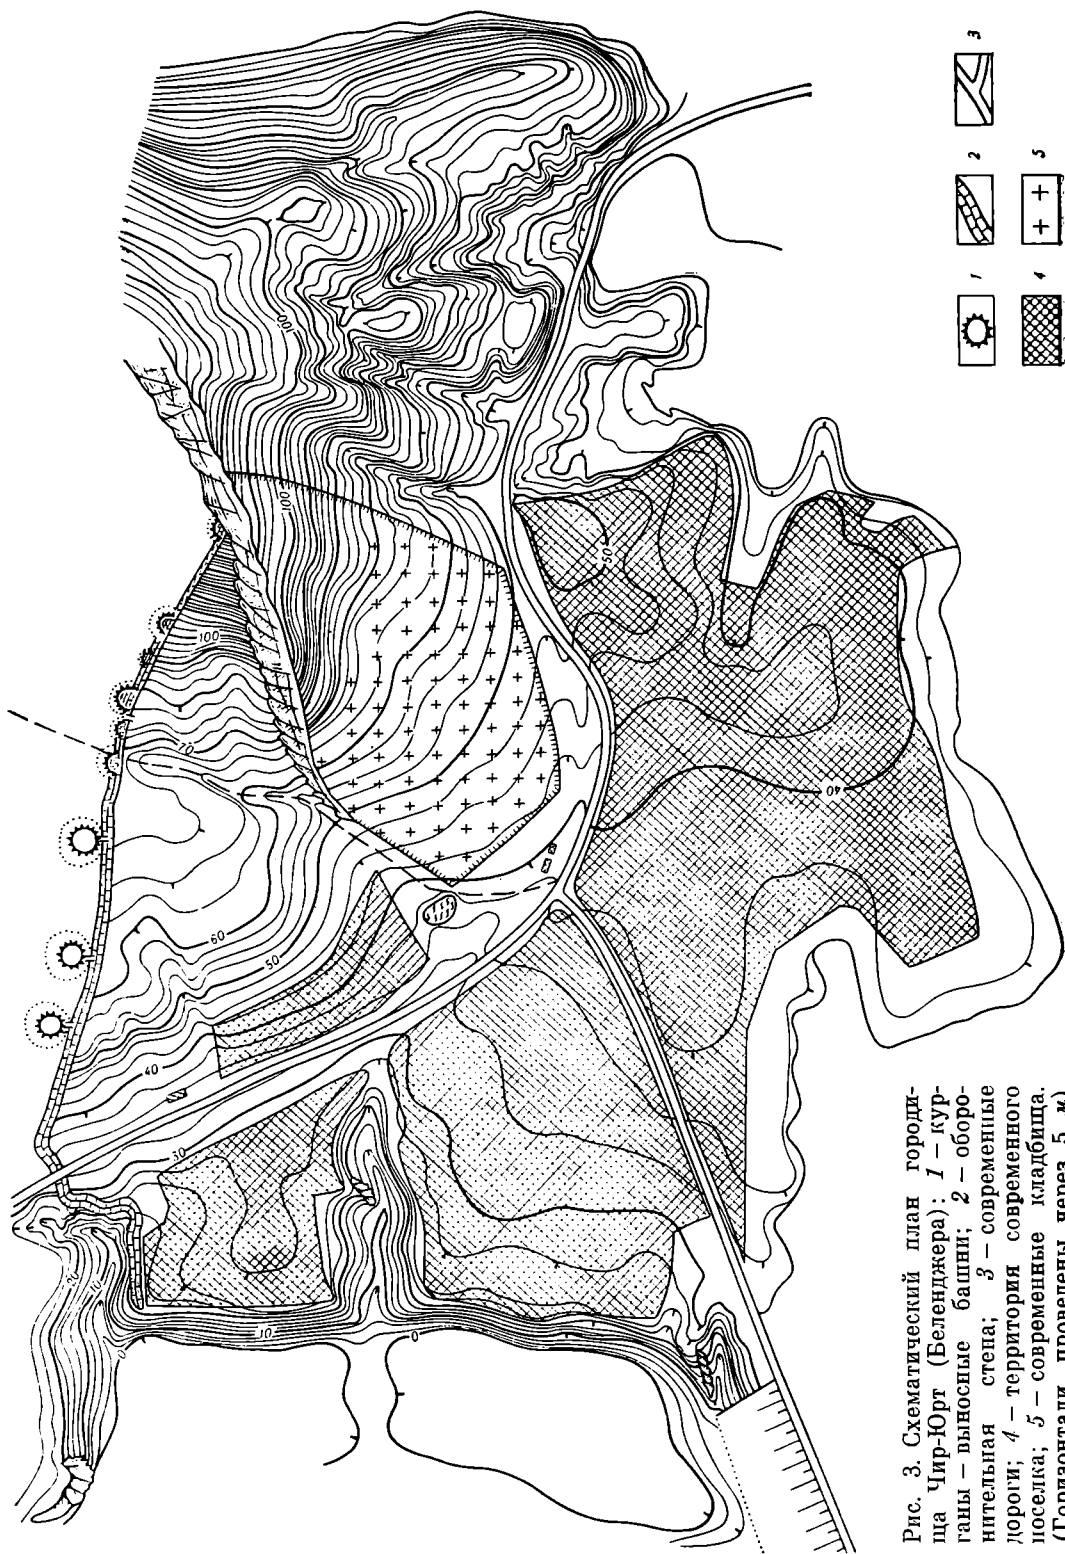 100
100
100
100
70
60
50
40
30
10
0
0
50
40
1
2
3
4
5
Рис. 3. Схематический план городи-
ща Чир-Юрт (Беленджера): 1 – кур-
ганы – выносные башни; 2 – оборо-
нительная стена; 3 – современные
дороги; 4 – территория современного
поселка; 5 – современные кладбища.
(Горизонтали проведены через 5 м)